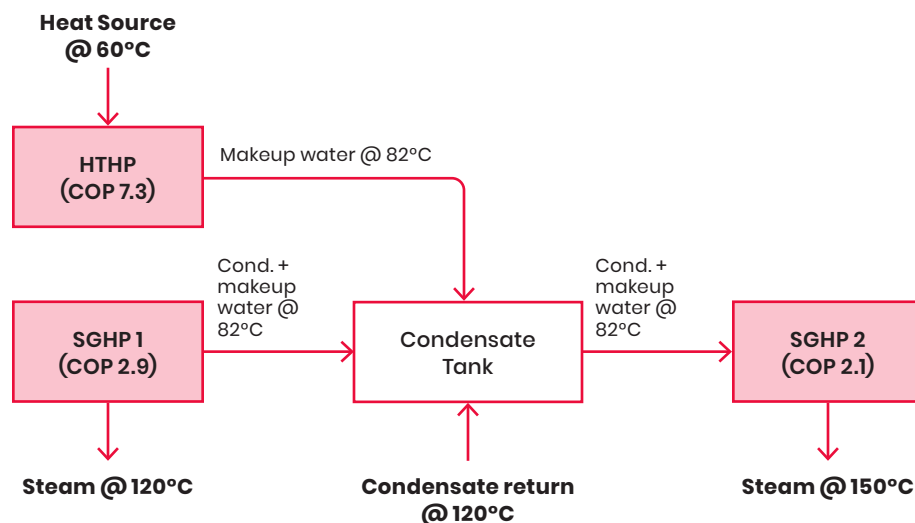 Heat Source
@ 60°C
HTHP
(COP 7.3)
Makeup water @ 82°C
Cond. +
makeup
water @
82°C
Cond. +
makeup
water @
82°C
SGHP 1
(COP 2.9)
Condensate
Tank
SGHP 2
(COP 2.1)
Steam @ 120°C
Condensate return
@ 120°C
Steam @ 150°C